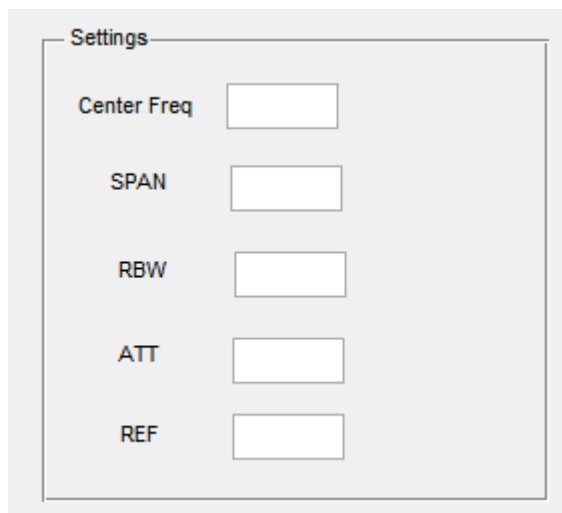 Settings
Center Freq
SPAN
RBW
ATT
REF